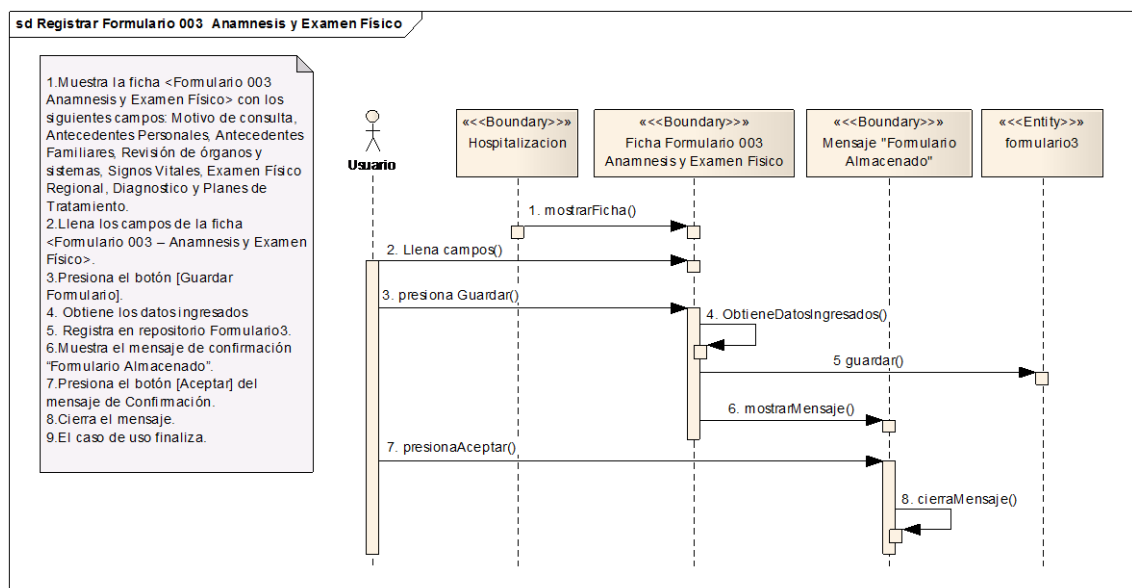 sd Registrar Formulario 003 Anamnesis y Examen Físico
1.Muestra la ficha <Formulario 003
Anamnesis y Examen Físico> con los
siguientes campos: Motivo de consulta,
Antecedentes Personales, Antecedentes
Familiares, Revisión de órganos y
sistemas, Signos Vitales, Examen Físico
Regional, Diagnostico y Planes de
Tratamiento.
2.Llena los campos de la ficha
<Formulario 003 – Anamnesis y Examen
Físico>.
3.Presiona el botón [Guardar
Formulario].
4. Obtiene los datos ingresados
5. Registra en repositorio Formulario3.
6.Muestra el mensaje de confirmación
“Formulario Almacenado”.
7.Presiona el botón [Aceptar] del
mensaje de Confirmación.
8.Cierra el mensaje.
9.El caso de uso finaliza.
Usuario
«<<Boundary>>»
Hospitalizacion
«<<Boundary>>»
Ficha Formulario 003
Anamnesis y Examen Fisico
«<<Boundary>>»
Mensaje "Formulario
Almacenado"
«<<Entity>>»
formulario3
1. mostrarFicha()
2. Llena campos()
3. presiona Guardar()
4. ObtieneDatosIngresados()
5 guardar()
6. mostrarMensaje()
7. presionaAceptar()
8. cierraMensaje()